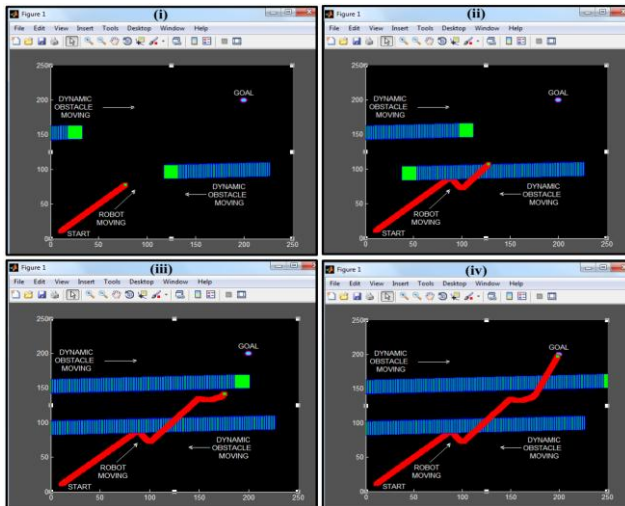 Figure 1
(i)
File Edit View Insert Tools Desktop Window Help
250
200
150
100
50
0
0 50 100 150 200 250
GOAL
DYNAMIC
OBSTACLE
MOVING
DYNAMIC
OBSTACLE
MOVING
ROBOT
MOVING
START
Figure 1
(ii)
File Edit View Insert Tools Desktop Window Help
250
200
150
100
50
0
0 50 100 150 200 250
GOAL
DYNAMIC
OBSTACLE
MOVING
DYNAMIC
OBSTACLE
MOVING
ROBOT
MOVING
START
Figure 1
(iii)
File Edit View Insert Tools Desktop Window Help
250
200
150
100
50
0
0 50 100 150 200 250
GOAL
DYNAMIC
OBSTACLE
MOVING
DYNAMIC
OBSTACLE
MOVING
ROBOT
MOVING
START
Figure 1
(iv)
File Edit View Insert Tools Desktop Window Help
250
200
150
100
50
0
0 50 100 150 200 250
GOAL
DYNAMIC
OBSTACLE
MOVING
DYNAMIC
OBSTACLE
MOVING
ROBOT
MOVING
START